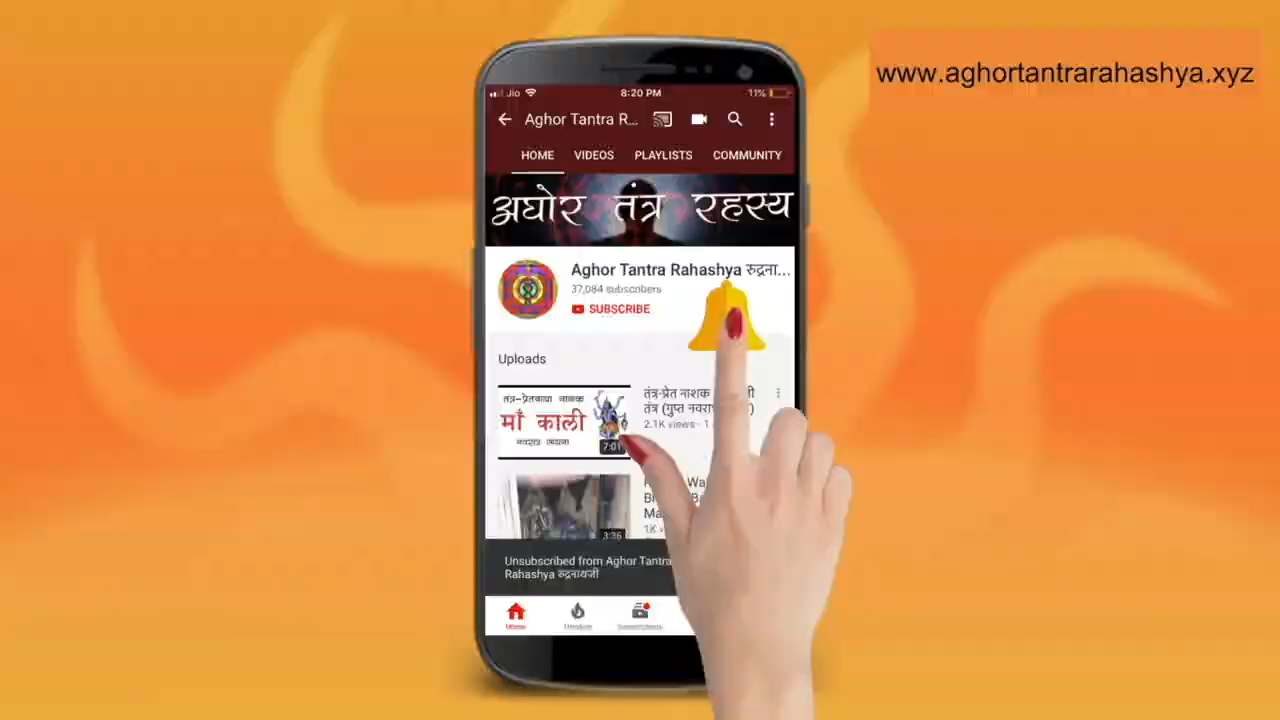 www.aghortantrarahashya.xyz
Jio 8:20 PM 11%
Aghor Tantra R...
HOME VIDEOS PLAYLISTS COMMUNITY
अघोर तंत्र रहस्य
Aghor Tantra Rahashya रुद्रना...
37,084 subscribers
SUBSCRIBE
Uploads
तंत्र-प्रेतबाधा नाशक
माँ काली
7:01
तंत्र-प्रेत नाशक
तंत्र (गुप्त
2.1K views
3:36
Unsubscribed from Aghor Tantra
Rahashya रुद्रनाथजी
Home